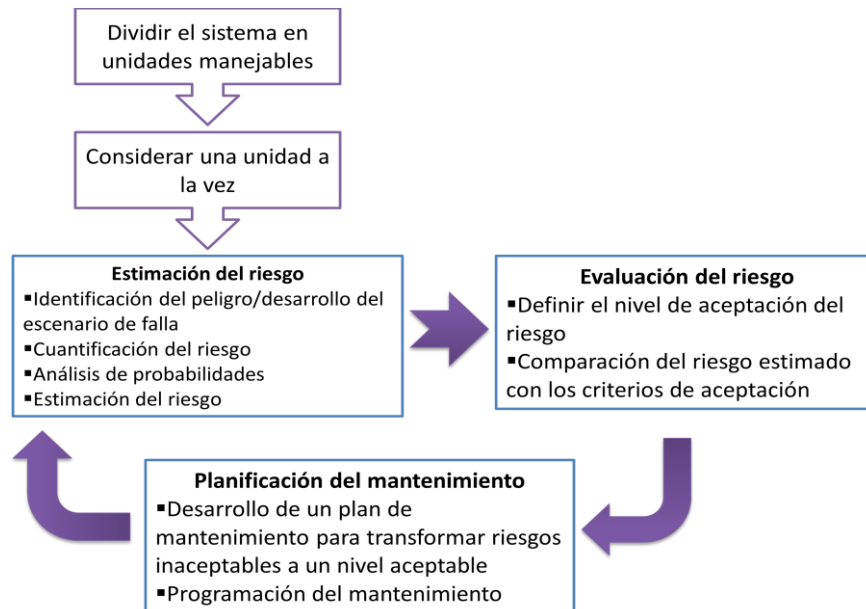 Dividir el sistema en
unidades manejables
Considerar una unidad a
la vez
Estimación del riesgo
▪Identificación del peligro/desarrollo del
escenario de falla
▪Cuantificación del riesgo
▪Análisis de probabilidades
▪Estimación del riesgo
Evaluación del riesgo
▪Definir el nivel de aceptación del
riesgo
▪Comparación del riesgo estimado
con los criterios de aceptación
Planificación del mantenimiento
▪Desarrollo de un plan de
mantenimiento para transformar riesgos
inaceptables a un nivel aceptable
▪Programación del mantenimiento